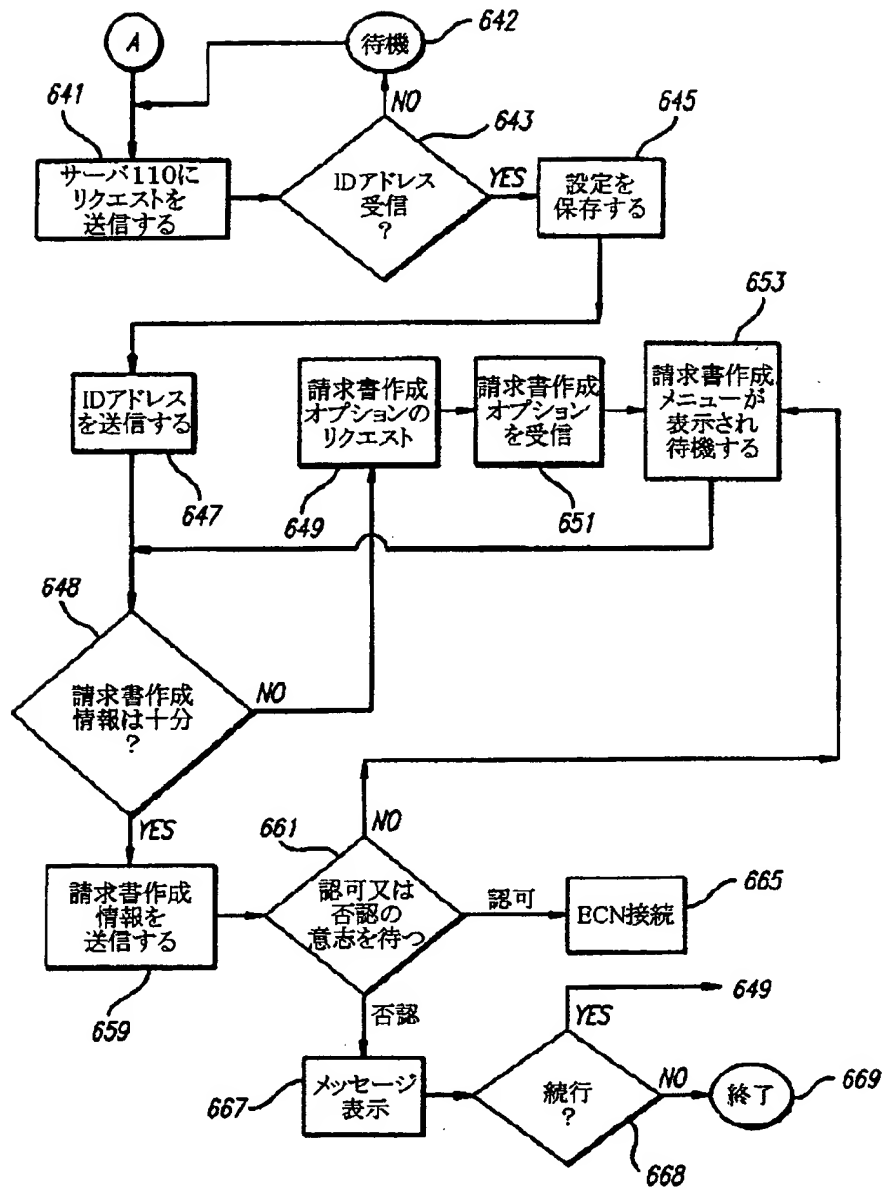 A
待機
642
641
NO
643
645
サーバ110に
リクエストを
送信する
IDアドレス
受信
?
YES
設定を
保存する
653
IDアドレス
を送信する
請求書作成
オプションの
リクエスト
請求書作成
オプション
を受信
請求書作成
メニューが
表示され
待機する
647
649
651
648
請求書作成
情報は十分
?
NO
YES
661
NO
請求書作成
情報を
送信する
認可又は
否認の
意志を待つ
認可
ECN接続
665
659
否認
YES
649
667
メッセージ
表示
続行
?
NO
終了
669
668